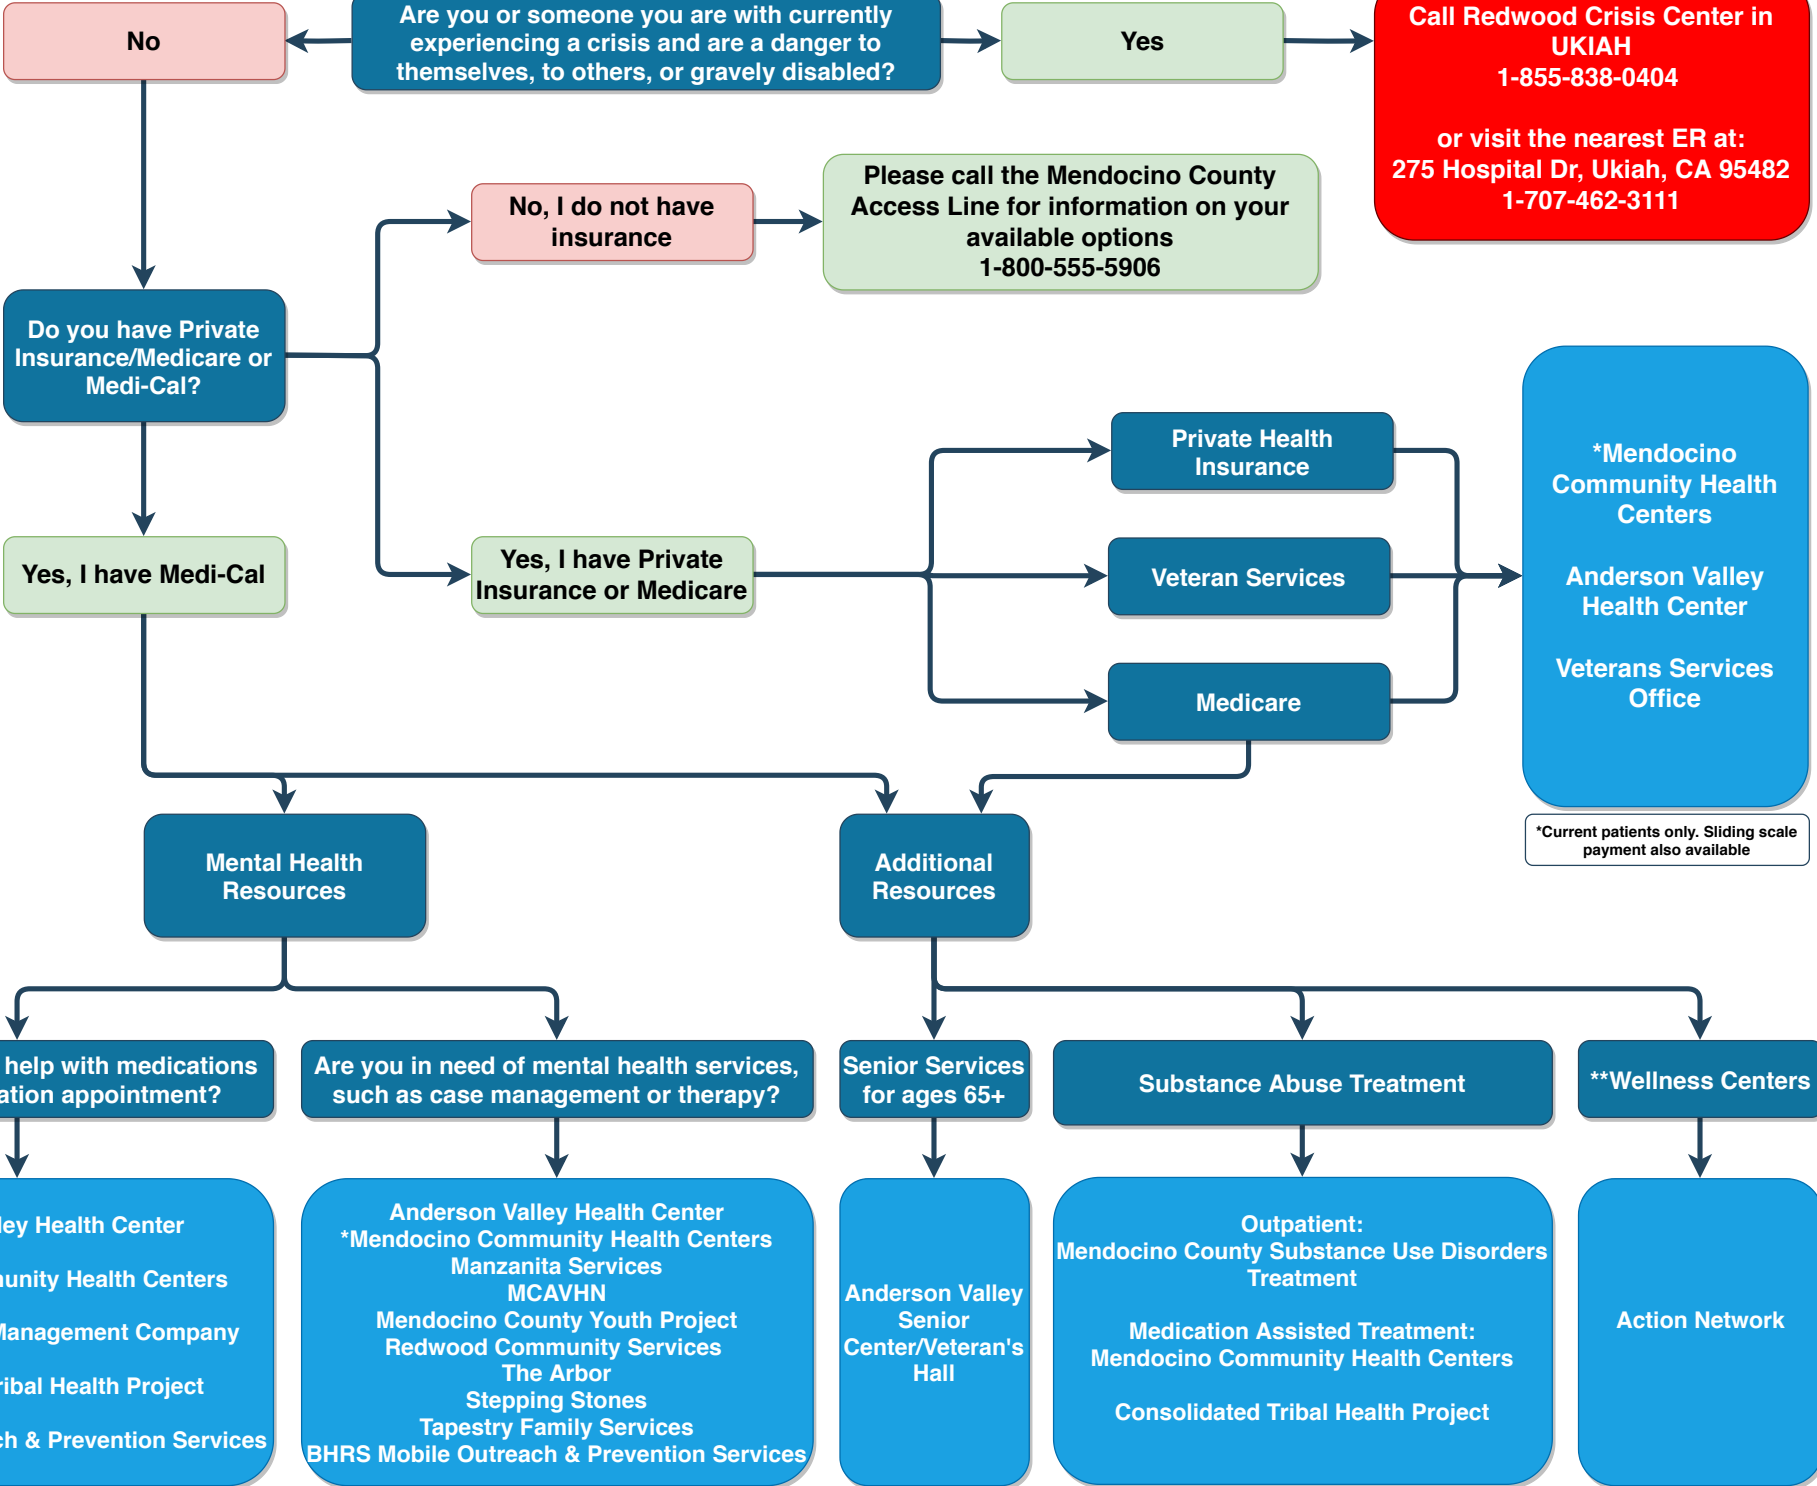 No
Are you or someone you are with currently
experiencing a crisis and are a danger to
themselves, to others, or gravely disabled?
Yes
Call Redwood Crisis Center in
UKIAH
1-855-838-0404
or visit the nearest ER at:
275 Hospital Dr, Ukiah, CA 95482
1-707-462-3111
No, I do not have
insurance
Please call the Mendocino County
Access Line for information on your
available options
1-800-555-5906
Do you have Private
Insurance/Medicare or
Medi-Cal?
Yes, I have Medi-Cal
Yes, I have Private
Insurance or Medicare
Private Health
Insurance
Veteran Services
Medicare
*Mendocino
Community Health
Centers
Anderson Valley
Health Center
Veterans Services
Office
*Current patients only. Sliding scale
payment also available
Mental Health
Resources
Additional
Resources
help with medications
appointment?
Are you in need of mental health services,
such as case management or therapy?
Senior Services
for ages 65+
Substance Abuse Treatment
**Wellness Centers
Health Center
Health Centers
Management Company
Health Project
& Prevention Services
Anderson Valley Health Center
*Mendocino Community Health Centers
Manzanita Services
MCAVHN
Mendocino County Youth Project
Redwood Community Services
The Arbor
Stepping Stones
Tapestry Family Services
BHRS Mobile Outreach & Prevention Services
Anderson Valley
Senior
Center/Veteran's
Hall
Outpatient:
Mendocino County Substance Use Disorders
Treatment
Medication Assisted Treatment:
Mendocino Community Health Centers
Consolidated Tribal Health Project
Action Network